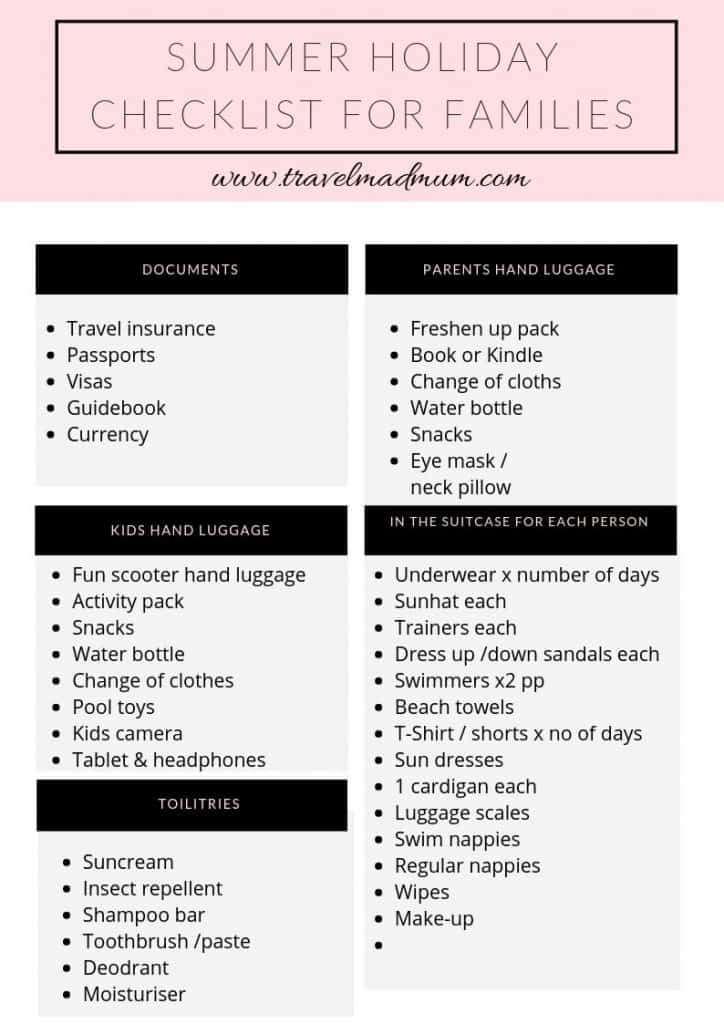 SUMMER HOLIDAY
CHECKLIST FOR FAMILIES
www.travelmadmum.com
DOCUMENTS
• Travel insurance
• Passports
• Visas
• Guidebook
• Currency
PARENTS HAND LUGGAGE
• Freshen up pack
• Book or Kindle
• Change of cloths
• Water bottle
• Snacks
• Eye mask /
neck pillow
KIDS HAND LUGGAGE
• Fun scooter hand luggage
• Activity pack
• Snacks
• Water bottle
• Change of clothes
• Pool toys
• Kids camera
• Tablet & headphones
IN THE SUITCASE FOR EACH PERSON
• Underwear x number of days
• Sunhat each
• Trainers each
• Dress up /down sandals each
• Swimmers x2 pp
• Beach towels
• T-Shirt / shorts x no of days
• Sun dresses
• 1 cardigan each
• Luggage scales
• Swim nappies
• Regular nappies
• Wipes
• Make-up
•
TOILITRIES
• Suncream
• Insect repellent
• Shampoo bar
• Toothbrush /paste
• Deodrant
• Moisturiser